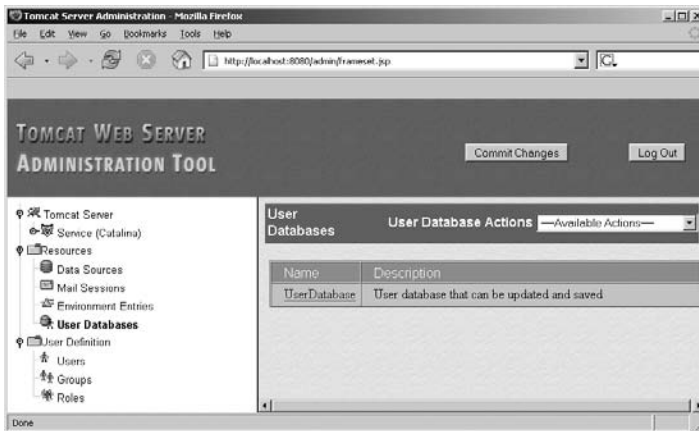 Tomcat Server Administration - Mozilla Firefox
File Edit View Go Bookmarks Tools Help
http://localhost:8080/admin/frameset.jsp
TOMCAT WEB SERVER
ADMINISTRATION TOOL
Commit Changes
Log Out
Tomcat Server
Service (Catalina)
Resources
Data Sources
Mail Sessions
Environment Entries
User Databases
User Definition
Users
Groups
Roles
User
Databases
User Database Actions
—Available Actions—
Name Description
UserDatabase User database that can be updated and saved
Done